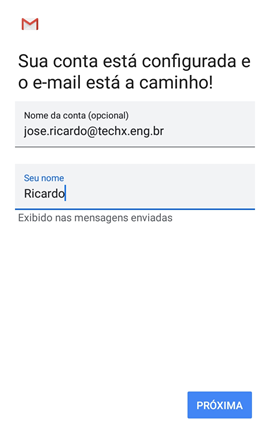 Sua conta está configurada e
o e-mail está a caminho!
Nome da conta (opcional)
jose.ricardo@techx.eng.br
Seu nome
Ricardo
Exibido nas mensagens enviadas
PRÓXIMA